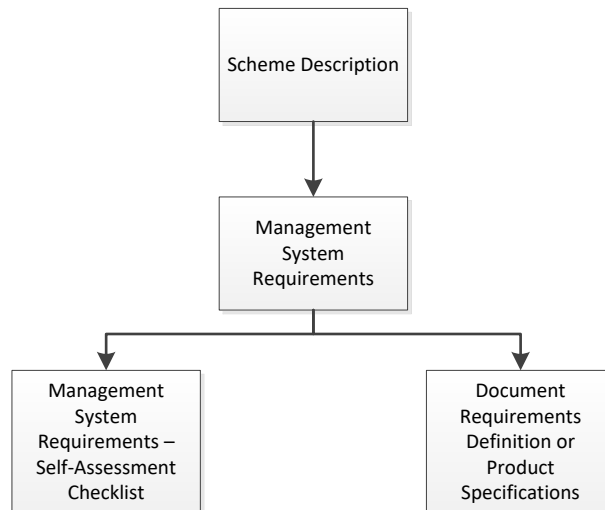 Scheme Description
Management
System
Requirements
Management
System
Requirements –
Self-Assessment
Checklist
Document
Requirements
Definition or
Product
Specifications